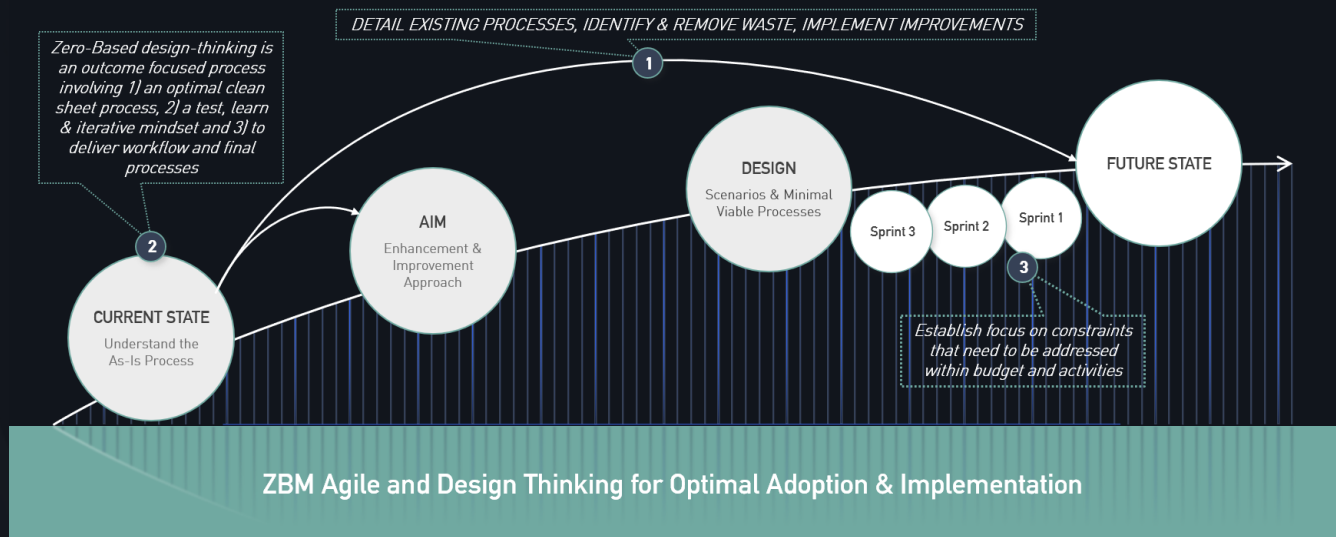 DETAIL EXISTING PROCESSES, IDENTIFY & REMOVE WASTE, IMPLEMENT IMPROVEMENTS
1
Zero-Based design-thinking is
an outcome focused process
involving 1) an optimal clean
sheet process, 2) a test, learn
& iterative mindset and 3) to
deliver workflow and final
processes
2
CURRENT STATE
Understand the
As-Is Process
AIM
Enhancement &
Improvement
Approach
DESIGN
Scenarios & Minimal
Viable Processes
Sprint 3
Sprint 2
Sprint 1
3
FUTURE STATE
Establish focus on constraints
that need to be addressed
within budget and activities
ZBM Agile and Design Thinking for Optimal Adoption & Implementation